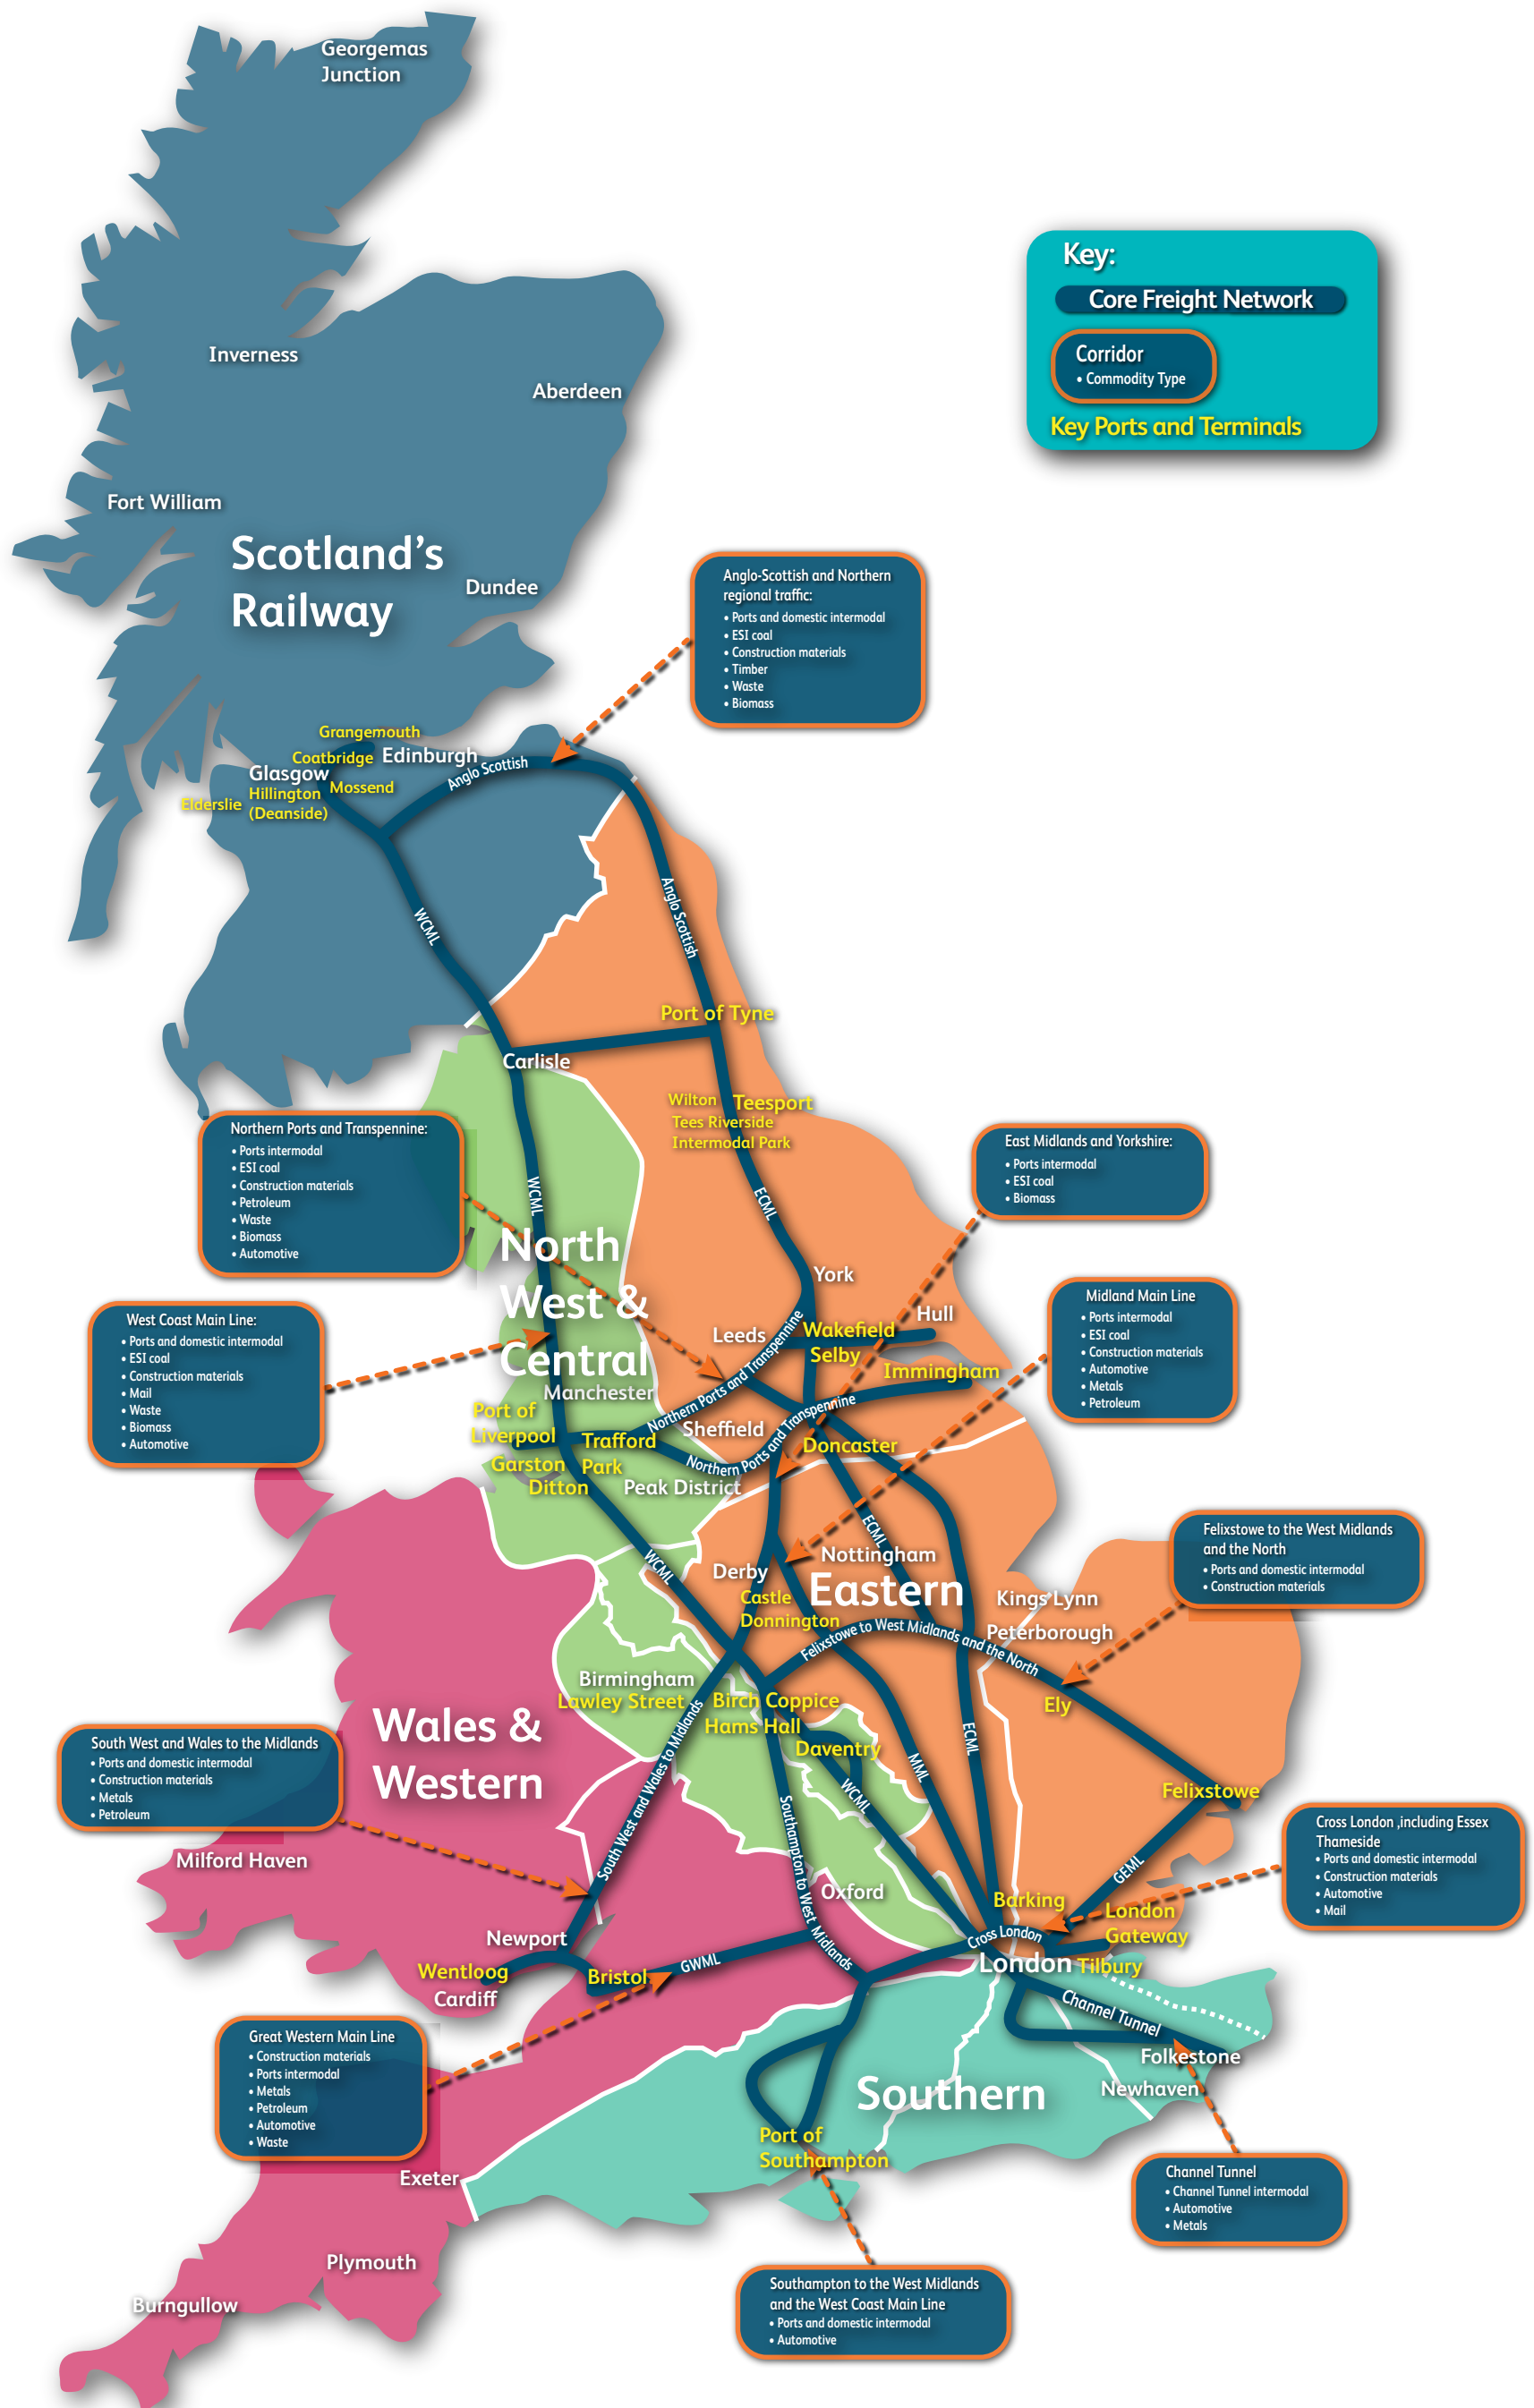 Georgemas
Junction
Key:
Core Freight Network
Corridor
• Commodity Type
Key Ports and Terminals
Inverness
Aberdeen
Fort William
Scotland’s
Railway
Dundee
Anglo-Scottish and Northern
regional traffic:
• Ports and domestic intermodal
• ESI coal
• Construction materials
• Timber
• Waste
• Biomass
Grangemouth
Coatbridge
Edinburgh
Glasgow
Mossend
Elderslie
Hillington
(Deanside)
Anglo Scottish
Anglo Scottish
WCML
Port of Tyne
Carlisle
Wilton
Teesport
Tees Riverside
Intermodal Park
Northern Ports and Transpennine:
• Ports intermodal
• ESI coal
• Construction materials
• Petroleum
• Waste
• Biomass
• Automotive
East Midlands and Yorkshire:
• Ports intermodal
• ESI coal
• Biomass
WCML
ECML
North
West &
Central
York
Hull
Leeds
Wakefield
Selby
Immingham
Midland Main Line
• Ports intermodal
• ESI coal
• Construction materials
• Automotive
• Metals
• Petroleum
West Coast Main Line:
• Ports and domestic intermodal
• ESI coal
• Construction materials
• Mail
• Waste
• Biomass
• Automotive
Manchester
Northern Ports and Transpennine
Northern Ports and Transpennine
Port of
Liverpool
Trafford
Park
Sheffield
Doncaster
Garston
Ditton
Peak District
WCML
ECML
Derby
Nottingham
Eastern
Castle
Donnington
Kings Lynn
Peterborough
Felixstowe to the West Midlands
and the North
• Ports and domestic intermodal
• Construction materials
Felixstowe to West Midlands and the North
Birmingham
Lawley Street
Birch Coppice
Hams Hall
Daventry
Ely
Wales &
Western
South West and Wales to the Midlands
• Ports and domestic intermodal
• Construction materials
• Metals
• Petroleum
South West and Wales to Midlands
Southampton to West Midlands
WCML
MML
ECML
Felixstowe
GEML
Cross London ,including Essex
Thameside
• Ports and domestic intermodal
• Construction materials
• Automotive
• Mail
Milford Haven
Oxford
Barking
London
Gateway
Newport
Cross London
London
Tilbury
Wentloog
Cardiff
Bristol
GWML
Channel Tunnel
Folkestone
Newhaven
Great Western Main Line
• Construction materials
• Ports intermodal
• Metals
• Petroleum
• Automotive
• Waste
Southern
Port of
Southampton
Exeter
Channel Tunnel
• Channel Tunnel intermodal
• Automotive
• Metals
Plymouth
Burngullow
Southampton to the West Midlands
and the West Coast Main Line
• Ports and domestic intermodal
• Automotive